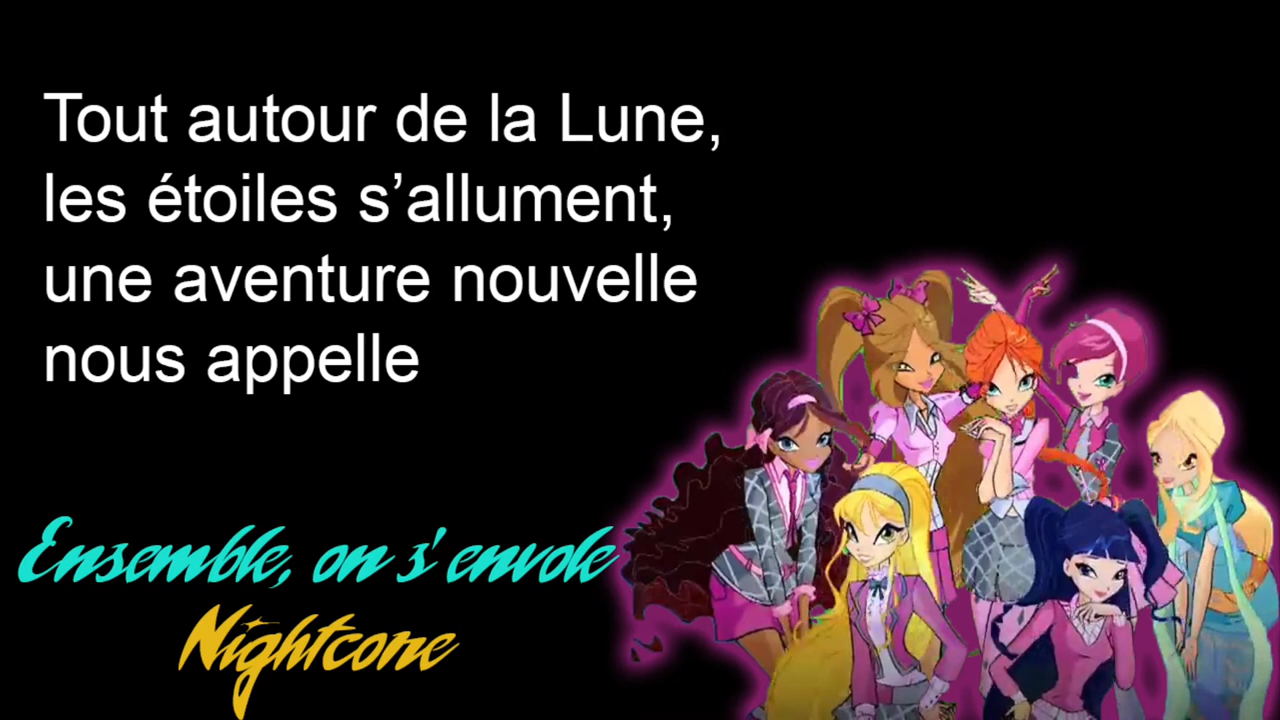 Tout autour de la Lune,
les étoiles s’allument,
une aventure nouvelle
nous appelle
Ensemble, on s'envole
Nightcore